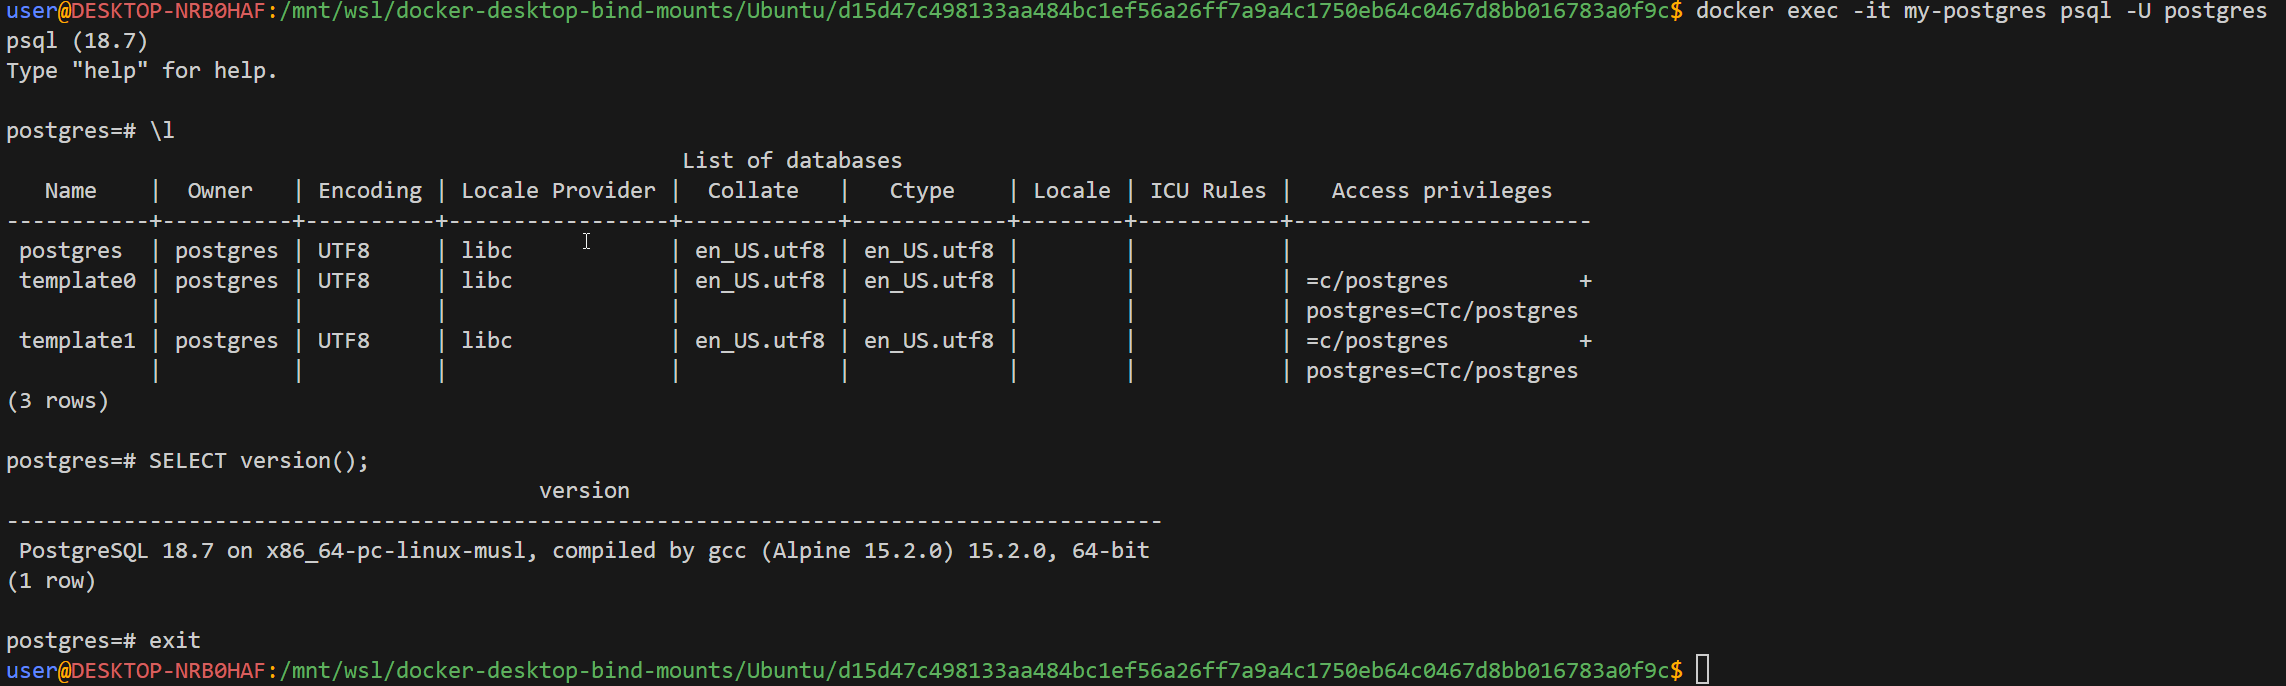 user@DESKTOP-NRB0HAF:/mnt/wsl/docker-desktop-bind-mounts/Ubuntu/d15d47c498133aa484bc1ef56a26ff7a9a4c1750eb64c0467d8bb016783a0f9c$ docker exec -it my-postgres psql -U postgres
psql (18.7)
Type "help" for help.

postgres=# \l
                                                    List of databases
   Name    |  Owner   | Encoding | Locale Provider |  Collate   |   Ctype    | Locale | ICU Rules |   Access privileges
-----------+----------+----------+-----------------+------------+------------+--------+-----------+-----------------------
 postgres  | postgres | UTF8     | libc            | en_US.utf8 | en_US.utf8 |        |           |
 template0 | postgres | UTF8     | libc            | en_US.utf8 | en_US.utf8 |        |           | =c/postgres          +
           |          |          |                 |            |            |        |           | postgres=CTc/postgres
 template1 | postgres | UTF8     | libc            | en_US.utf8 | en_US.utf8 |        |           | =c/postgres          +
           |          |          |                 |            |            |        |           | postgres=CTc/postgres
(3 rows)

postgres=# SELECT version();
                                         version
-----------------------------------------------------------------------------------------
 PostgreSQL 18.7 on x86_64-pc-linux-musl, compiled by gcc (Alpine 15.2.0) 15.2.0, 64-bit
(1 row)

postgres=# exit
user@DESKTOP-NRB0HAF:/mnt/wsl/docker-desktop-bind-mounts/Ubuntu/d15d47c498133aa484bc1ef56a26ff7a9a4c1750eb64c0467d8bb016783a0f9c$